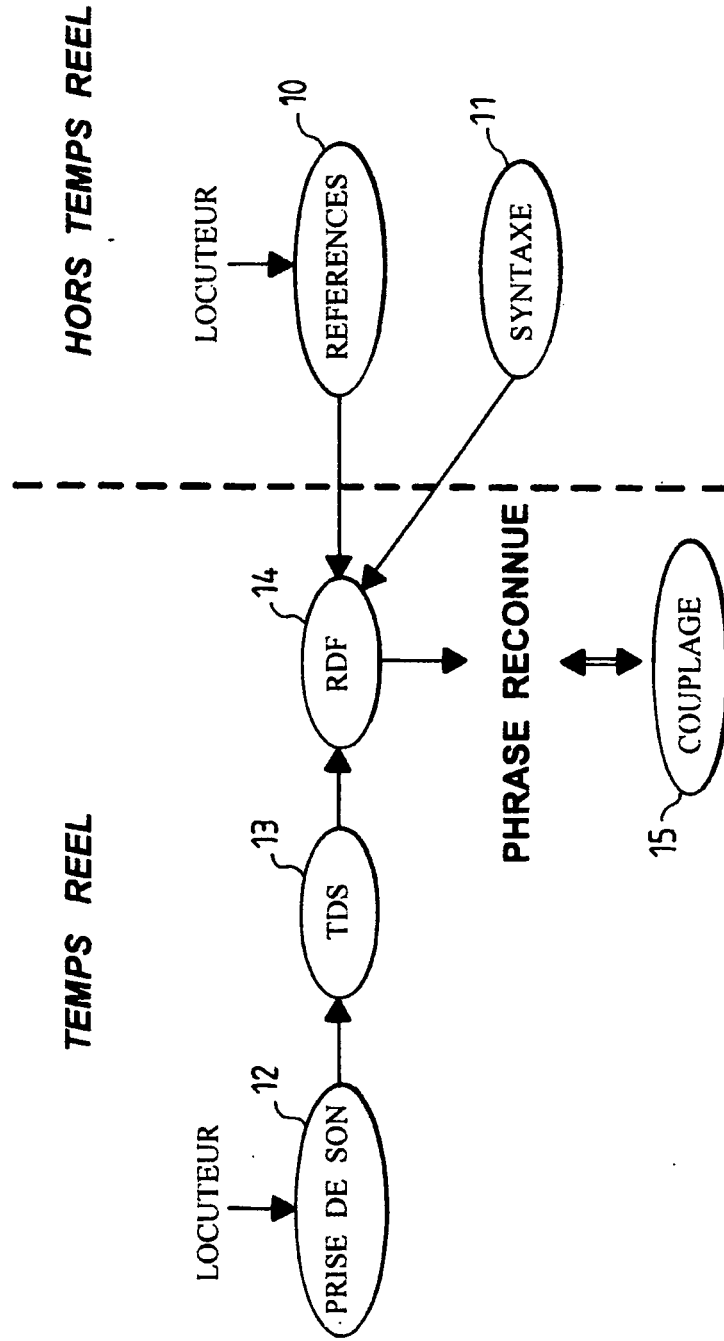 TEMPS REEL
HORS TEMPS REEL
LOCUTEUR
LOCUTEUR
12
13
14
10
PRISE DE SON
TDS
RDF
REFERENCES
11
SYNTAXE
PHRASE RECONNUE
15
COUPLAGE